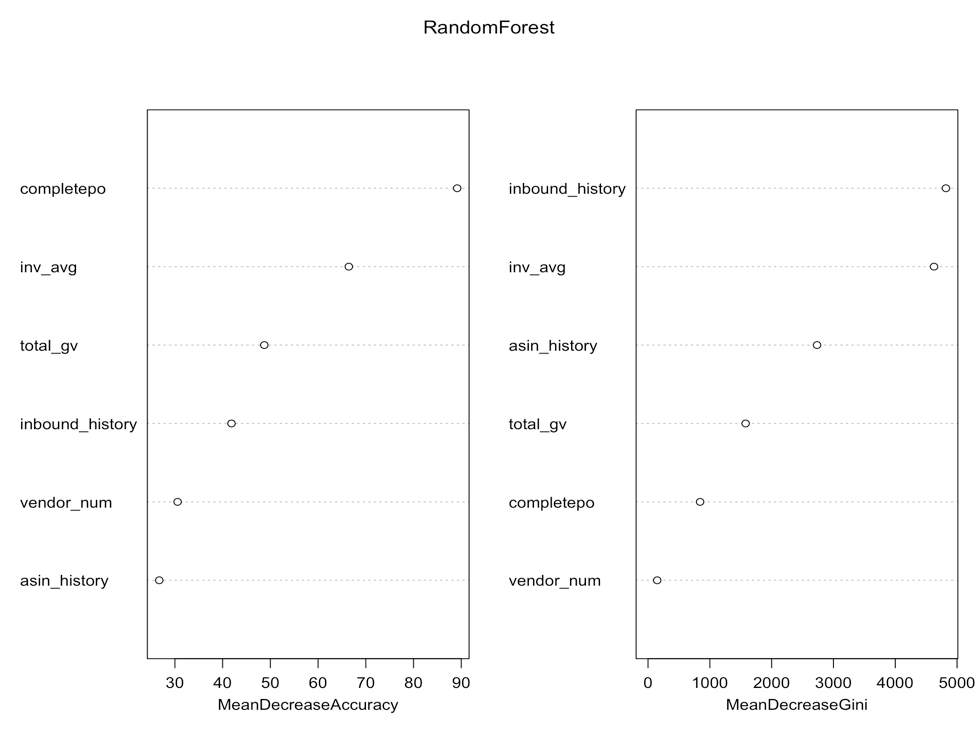 RandomForest
completepo
inv_avg
total_gv
inbound_history
vendor_num
asin_history
30 40 50 60 70 80 90
MeanDecreaseAccuracy
inbound_history
inv_avg
asin_history
total_gv
completepo
vendor_num
0 1000 2000 3000 4000 5000
MeanDecreaseGini